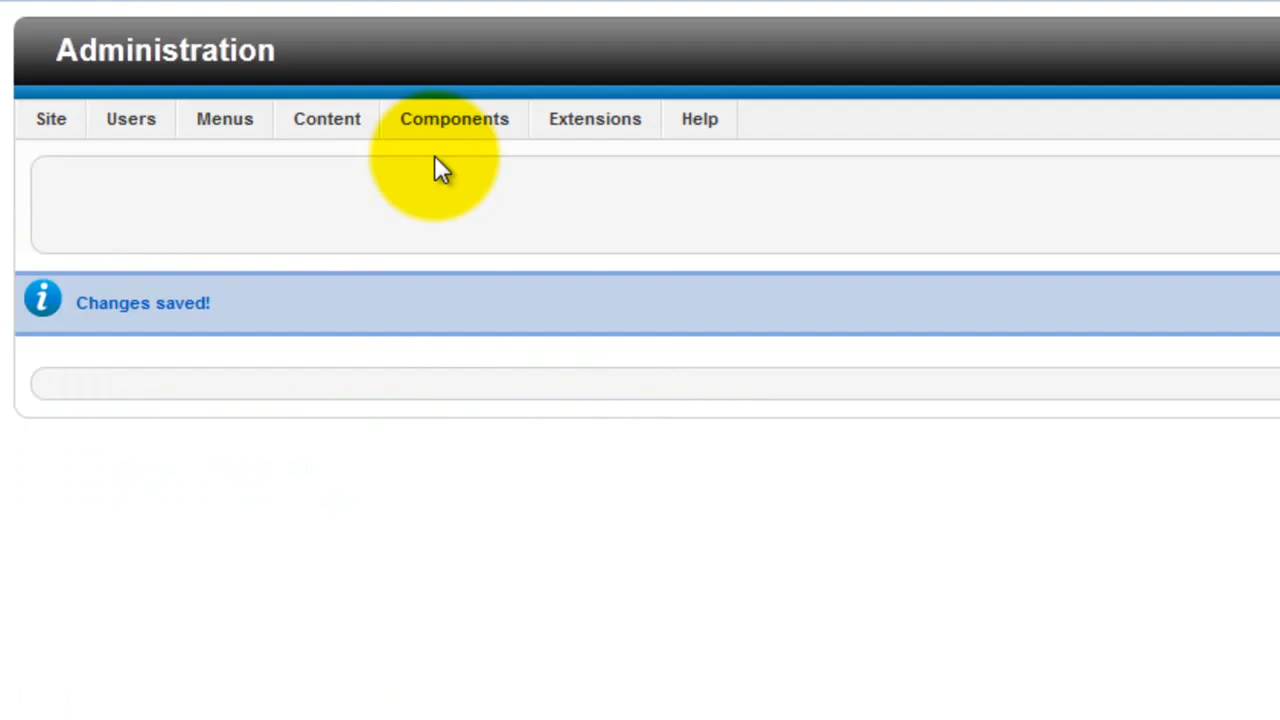 Administration
Site Users Menus Content Components Extensions Help
Changes saved!